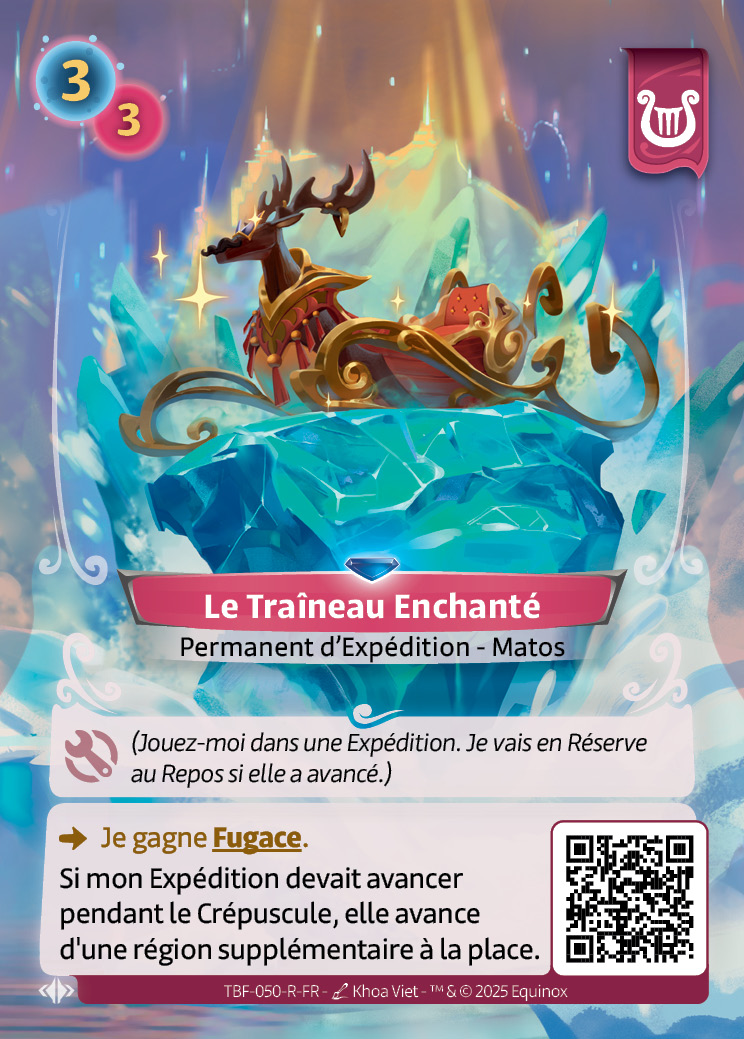 3
3
Le Traîneau Enchanté
Permanent d’Expédition - Matos
(Jouez-moi dans une Expédition. Je vais en Réserve
au Repos si elle a avancé.)
Je gagne Fugace.
Si mon Expédition devait avancer
pendant le Crépuscule, elle avance
d'une région supplémentaire à la place.
TBF-050-R-FR - Khoa Viet - ™ & © 2025 Equinox